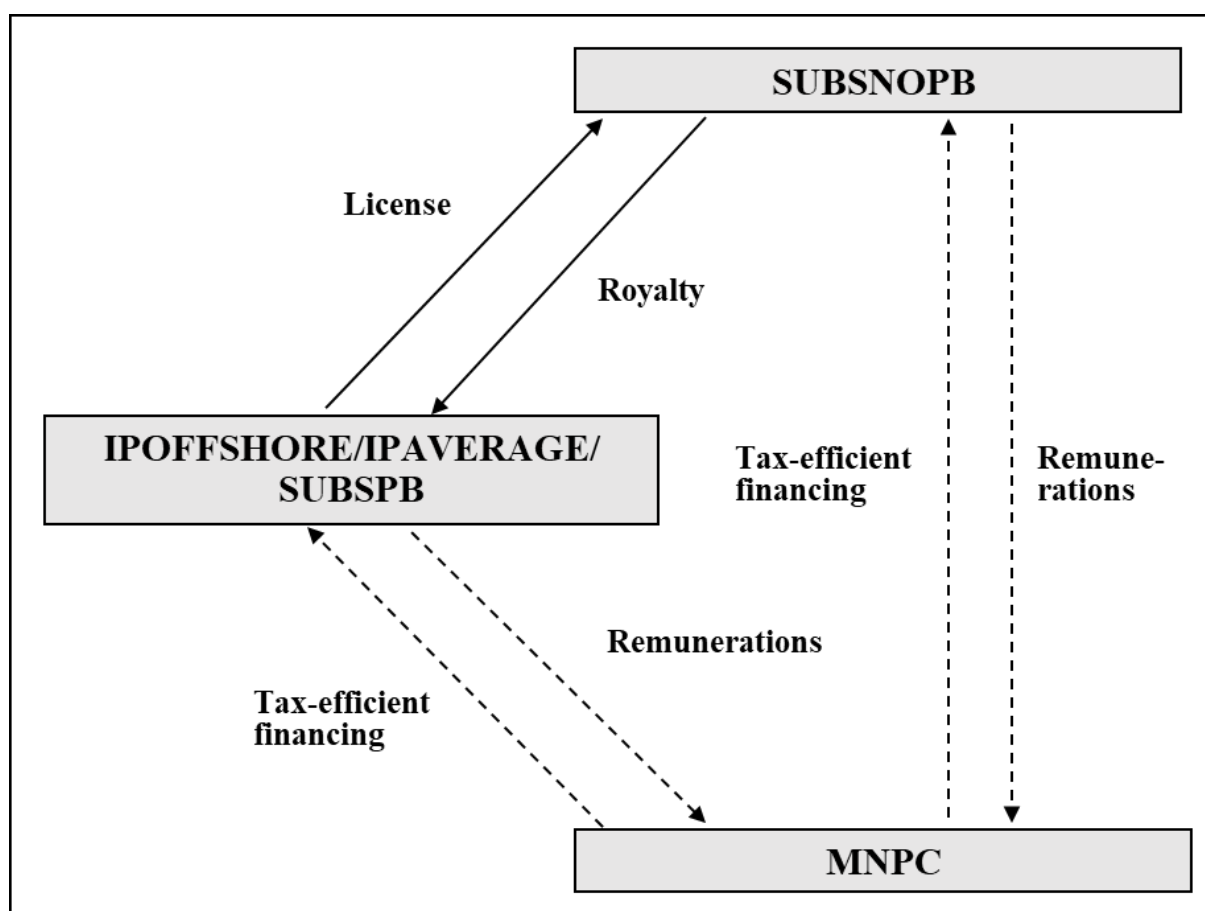 SUBSNOPB
License
Royalty
IPOFFSHORE/IPAVERAGE/
SUBSPB
Tax-efficient
financing
Remune-
rations
Remunerations
Tax-efficient
financing
MNPC